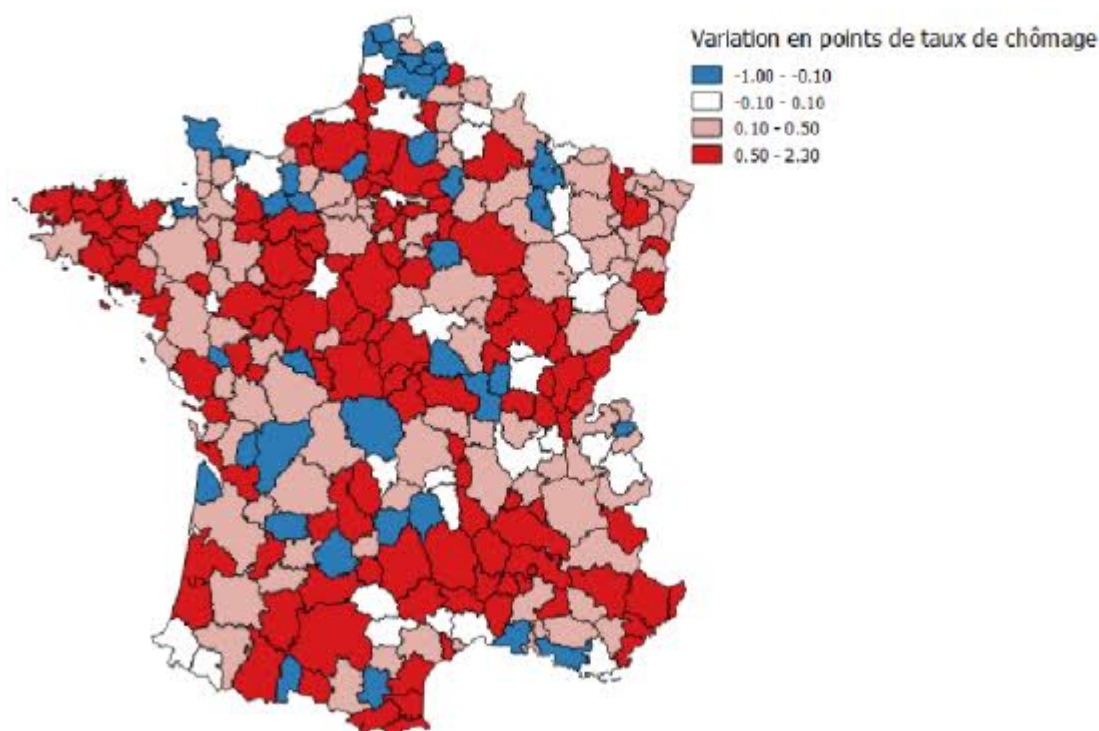 Variation en points de taux de chômage
-1.00 - -0.10
-0.10 - 0.10
0.10 - 0.50
0.50 - 2.30